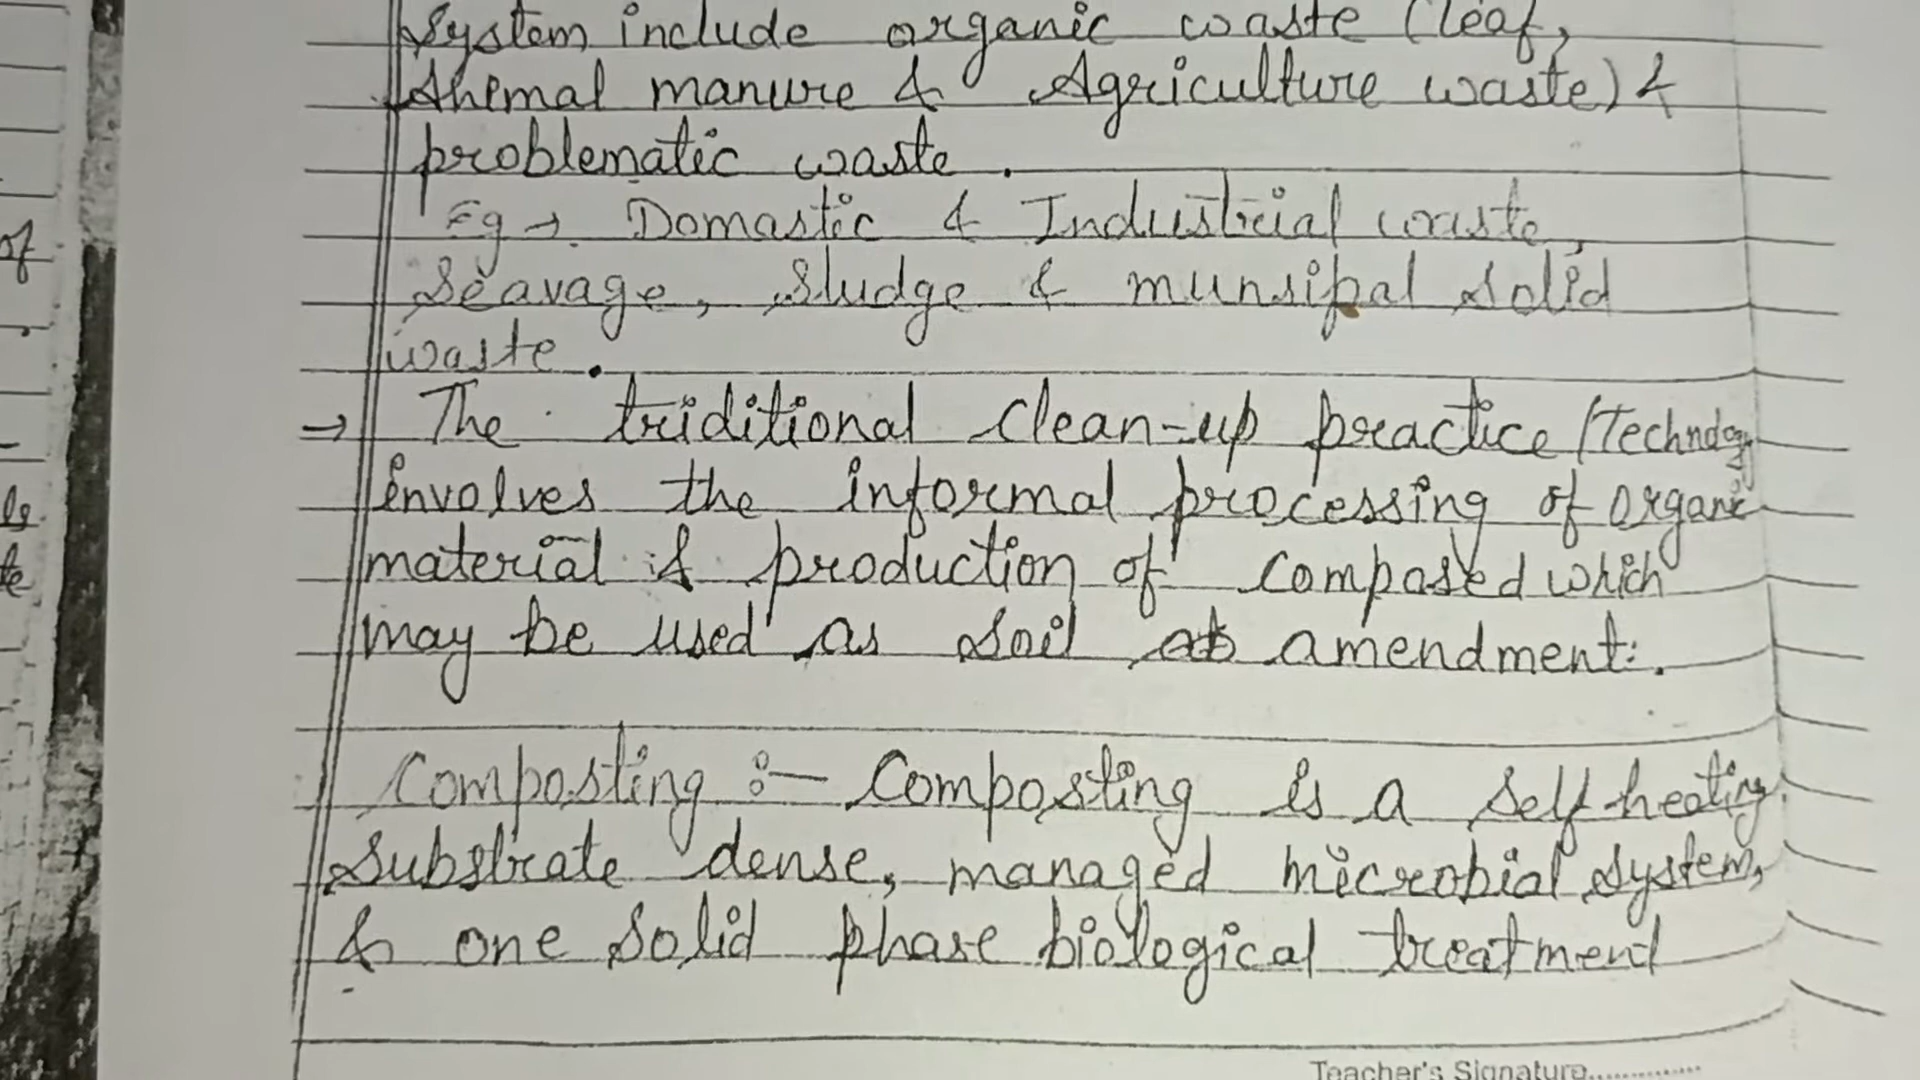 System include organic waste (leaf,
Anemal manure & Agriculture waste) &
problematic waste.
Eg → Domastic & Industrial waste,
Seavage, Sludge & munsipal solid
waste.
→ The triditional clean-up practice / Technology
involves the informal processing of organic
material & production of composed which
may be used as soil amendment.
Composting :- Composting is a self heating
substrate dense, managed microbial system,
& one solid phase biological treatment
Teacher's Signature..............
of
te